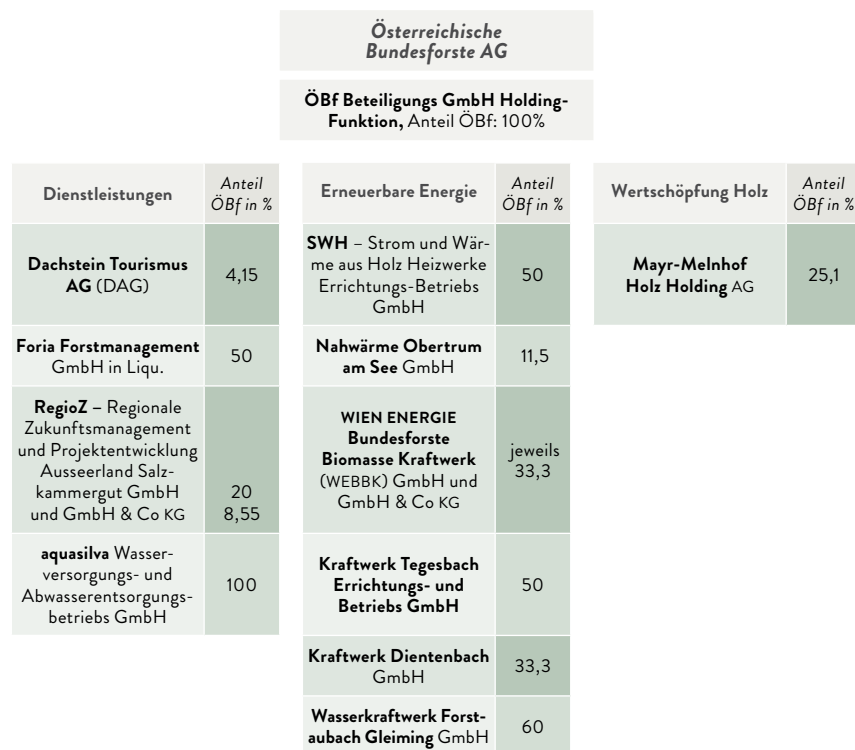 Österreichische
Bundesforste AG
ÖBf Beteiligungs GmbH Holding-
Funktion, Anteil ÖBf: 100%
Dienstleistungen
Anteil
ÖBf in %
Dachstein Tourismus
AG (DAG)
4,15
Foria Forstmanagement
GmbH in Liqu.
50
RegioZ – Regionale
Zukunftsmanagement
und Projektentwicklung
Ausseerland Salz-
kammergut GmbH
und GmbH & Co KG
20
8,55
aquasilva Wasser-
versorgungs- und
Abwasserentsorgungs-
betriebs GmbH
100
Erneuerbare Energie
Anteil
ÖBf in %
SWH – Strom und Wär-
me aus Holz Heizwerke
Errichtungs-Betriebs
GmbH
50
Nahwärme Obertrum
am See GmbH
11,5
WIEN ENERGIE
Bundesforste
Biomasse Kraftwerk
(WEBBK) GmbH und
GmbH & Co KG
jeweils
33,3
Kraftwerk Tegesbach
Errichtungs- und
Betriebs GmbH
50
Kraftwerk Dientenbach
GmbH
33,3
Wasserkraftwerk Forst-
aubach Gleiming GmbH
60
Wertschöpfung Holz
Anteil
ÖBf in %
Mayr-Melnhof
Holz Holding AG
25,1